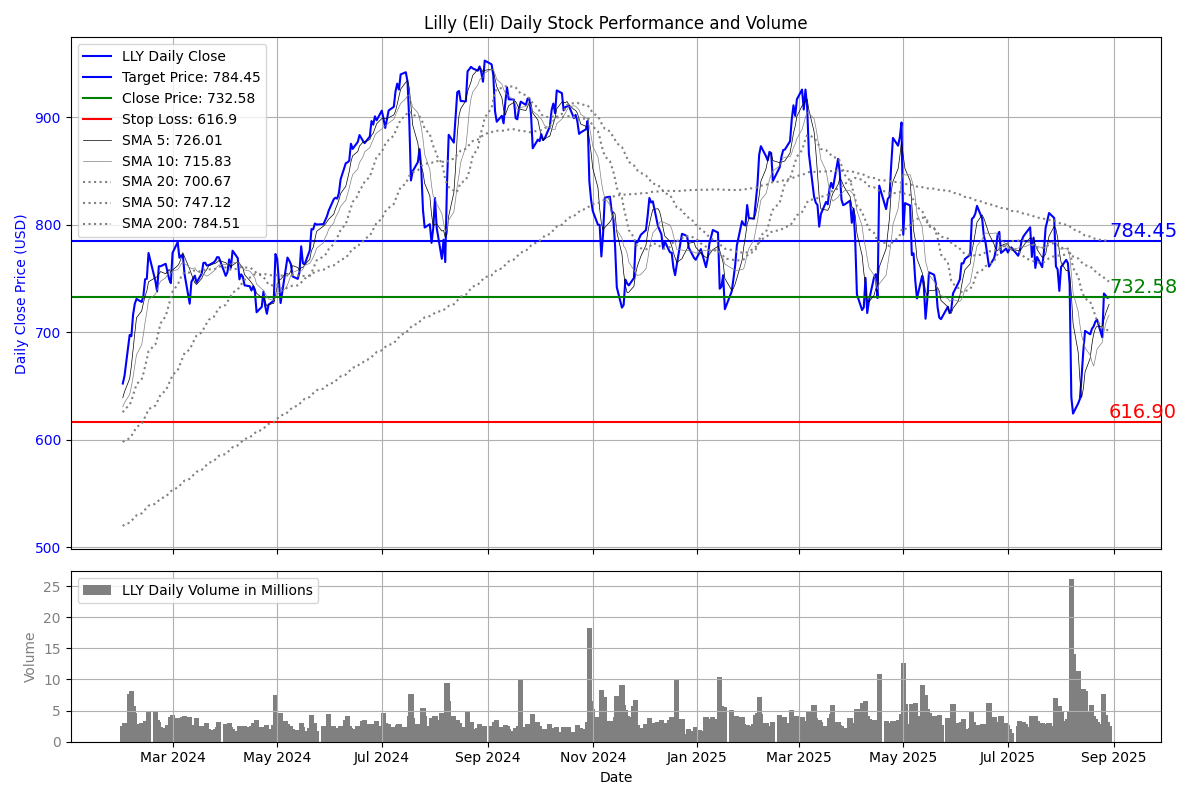 Lilly (Eli) Daily Stock Performance and Volume
LLY Daily Close
Target Price: 784.45
Close Price: 732.58
Stop Loss: 616.9
SMA 5: 726.01
SMA 10: 715.83
SMA 20: 700.67
SMA 50: 747.12
SMA 200: 784.51
Daily Close Price (USD)
900
800
700
600
500
784.45
732.58
616.90
LLY Daily Volume in Millions
Volume
25
20
15
10
5
0
Mar 2024 May 2024 Jul 2024 Sep 2024 Nov 2024 Jan 2025 Mar 2025 May 2025 Jul 2025 Sep 2025
Date